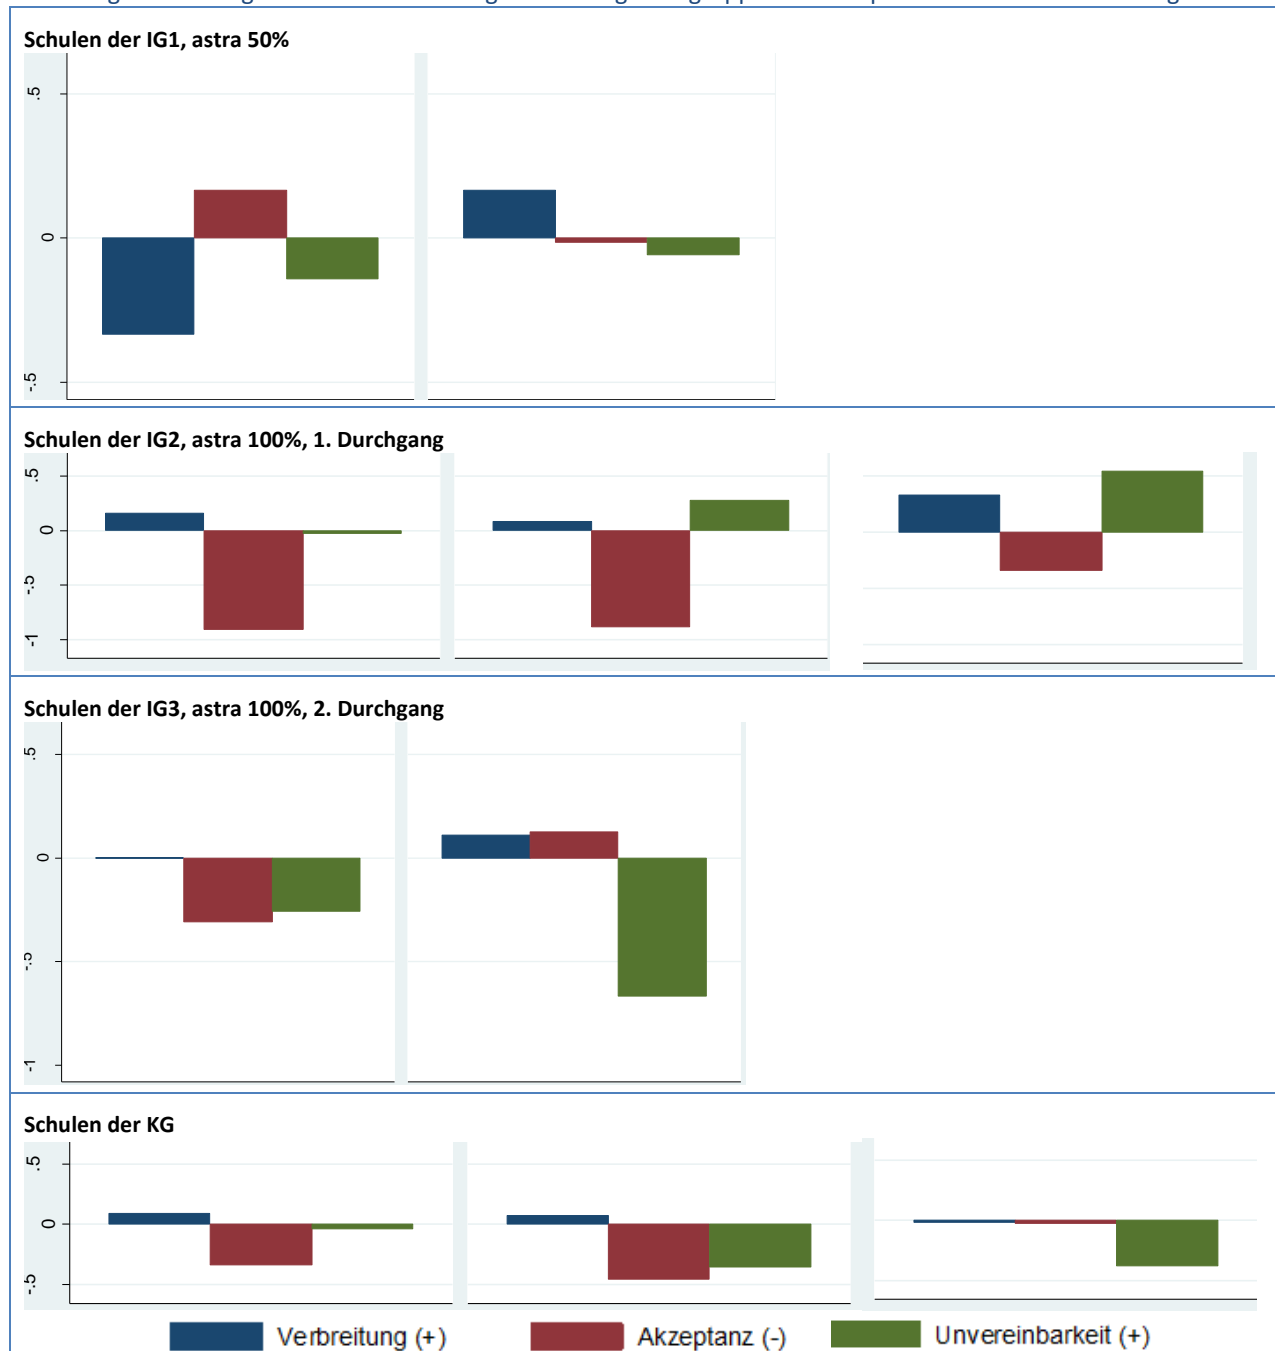 Schulen der IG1, astra 50%
.5
0
-.5
Schulen der IG2, astra 100%, 1. Durchgang
.5
0
-.5
-1
Schulen der IG3, astra 100%, 2. Durchgang
.5
0
-.5
-1
Schulen der KG
.5
0
-.5
Verbreitung (+) Akzeptanz (-) Unvereinbarkeit (+)